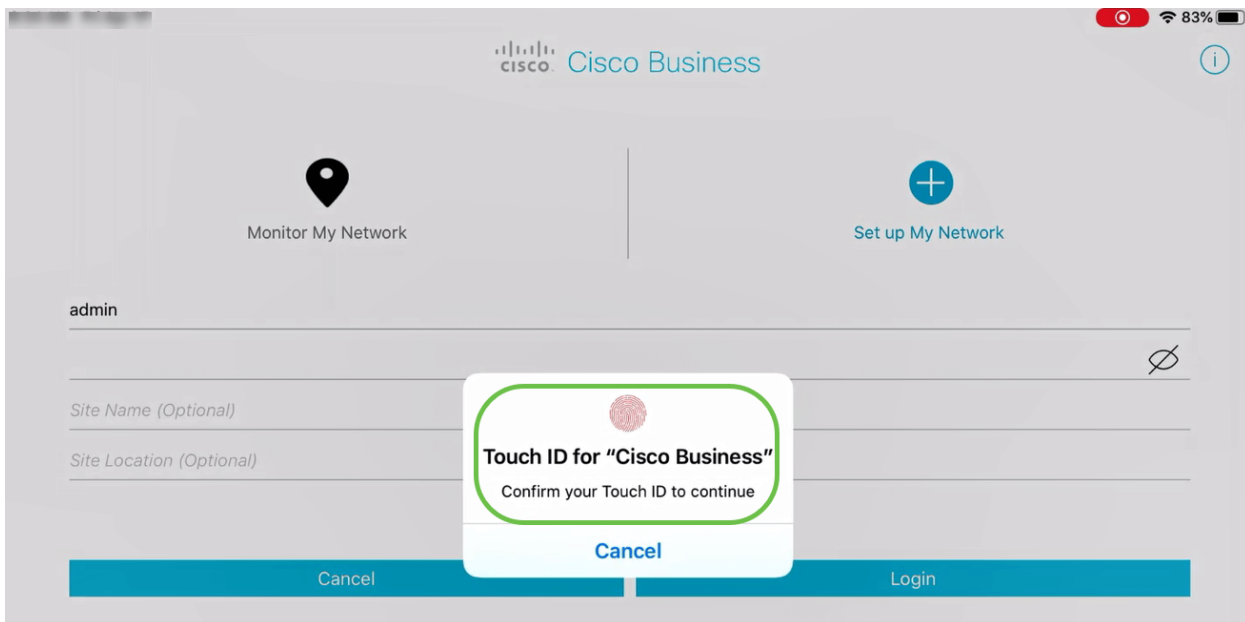 83%
CISCO Cisco Business
Monitor My Network
Set up My Network
admin
Site Name (Optional)
Site Location (Optional)
Touch ID for “Cisco Business”
Confirm your Touch ID to continue
Cancel
Cancel
Login